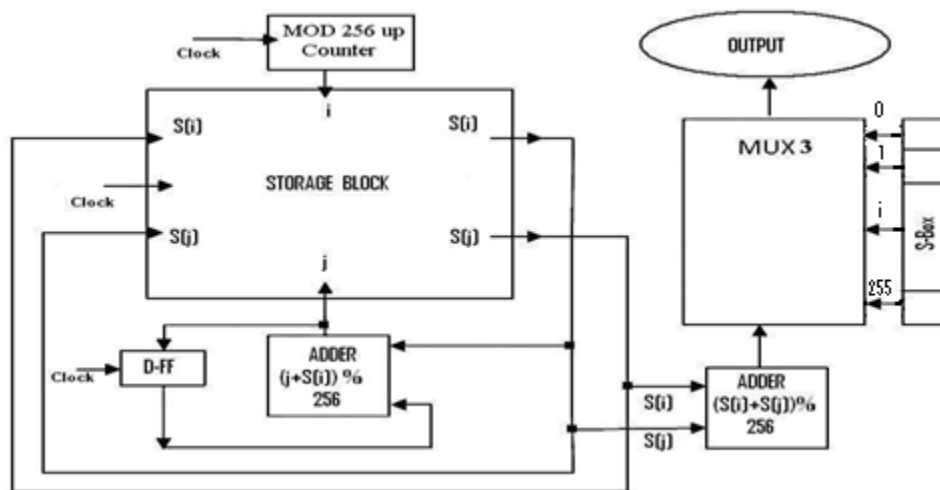 MOD 256 up
Counter
Clock
i
S(i)
S(i)
STORAGE BLOCK
Clock
S(j)
S(j)
j
D-FF
Clock
ADDER
(j+S(i)) %
256
OUTPUT
MUX 3
0
1
i
255
S-Box
ADDER
(S(i)+S(j))%
256
S(i)
S(j)